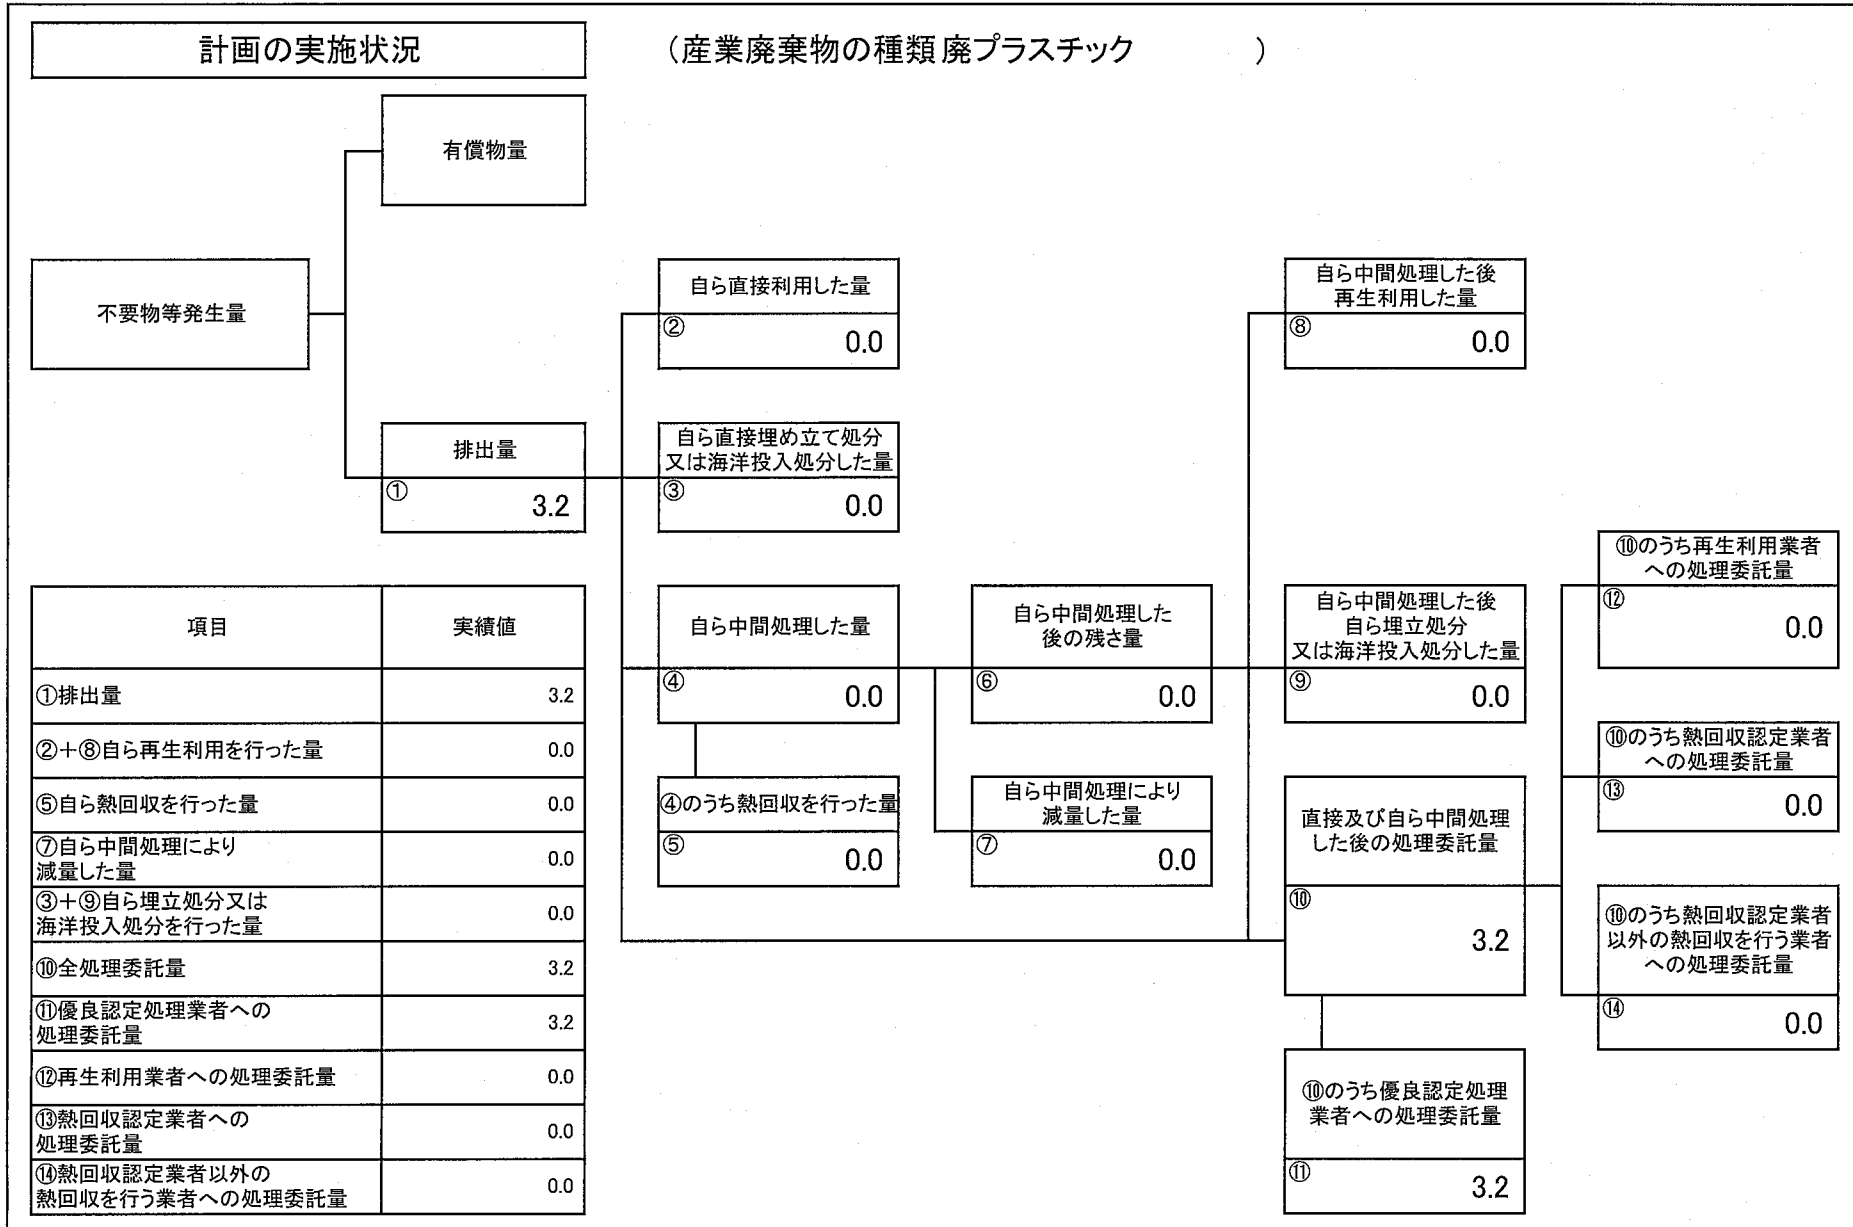 計画の実施状況
（産業廃棄物の種類 廃プラスチック　　　　）
有償物量
不要物等発生量
排出量
①
3.2
自ら直接利用した量
②
0.0
自ら直接埋め立て処分
又は海洋投入処分した量
③
0.0
自ら中間処理した量
④
0.0
④のうち熱回収を行った量
⑤
0.0
自ら中間処理した
後の残さ量
⑥
0.0
自ら中間処理により
減量した量
⑦
0.0
自ら中間処理した後
再生利用した量
⑧
0.0
自ら中間処理した後
自ら埋立処分
又は海洋投入処分した量
⑨
0.0
直接及び自ら中間処理
した後の処理委託量
⑩
3.2
⑩のうち優良認定処理
業者への処理委託量
⑪
3.2
⑩のうち再生利用業者
への処理委託量
⑫
0.0
⑩のうち熱回収認定業者
への処理委託量
⑬
0.0
⑩のうち熱回収認定業者
以外の熱回収を行う業者
への処理委託量
⑭
0.0
項目 実績値
①排出量 3.2
②＋⑧自ら再生利用を行った量 0.0
⑤自ら熱回収を行った量 0.0
⑦自ら中間処理により
減量した量 0.0
③＋⑨自ら埋立処分又は
海洋投入処分を行った量 0.0
⑩全処理委託量 3.2
⑪優良認定処理業者への
処理委託量 3.2
⑫再生利用業者への処理委託量 0.0
⑬熱回収認定業者への
処理委託量 0.0
⑭熱回収認定業者以外の
熱回収を行う業者への処理委託量 0.0